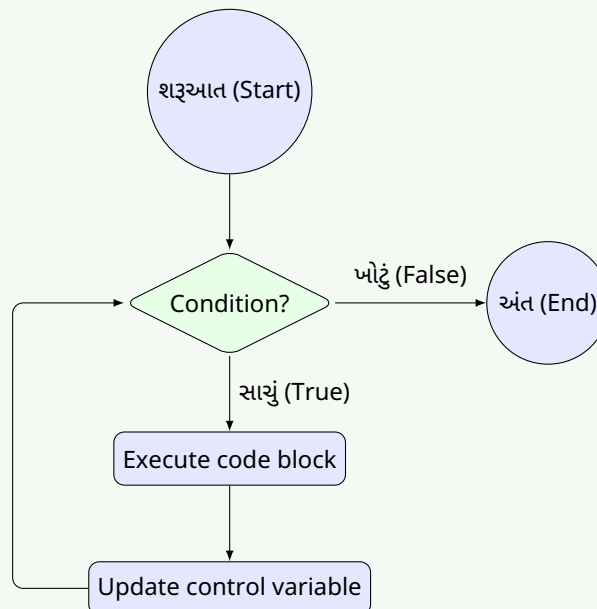 શરૂઆત (Start)
Condition?
ખોટું (False)
અંત (End)
સાચું (True)
Execute code block
Update control variable